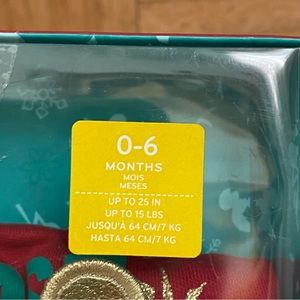 0-6
MONTHS
MOIS
MESES
UP TO 25 IN
UP TO 15 LBS
JUSQU'À 64 CM/7 KG
HASTA 64 CM/7 KG